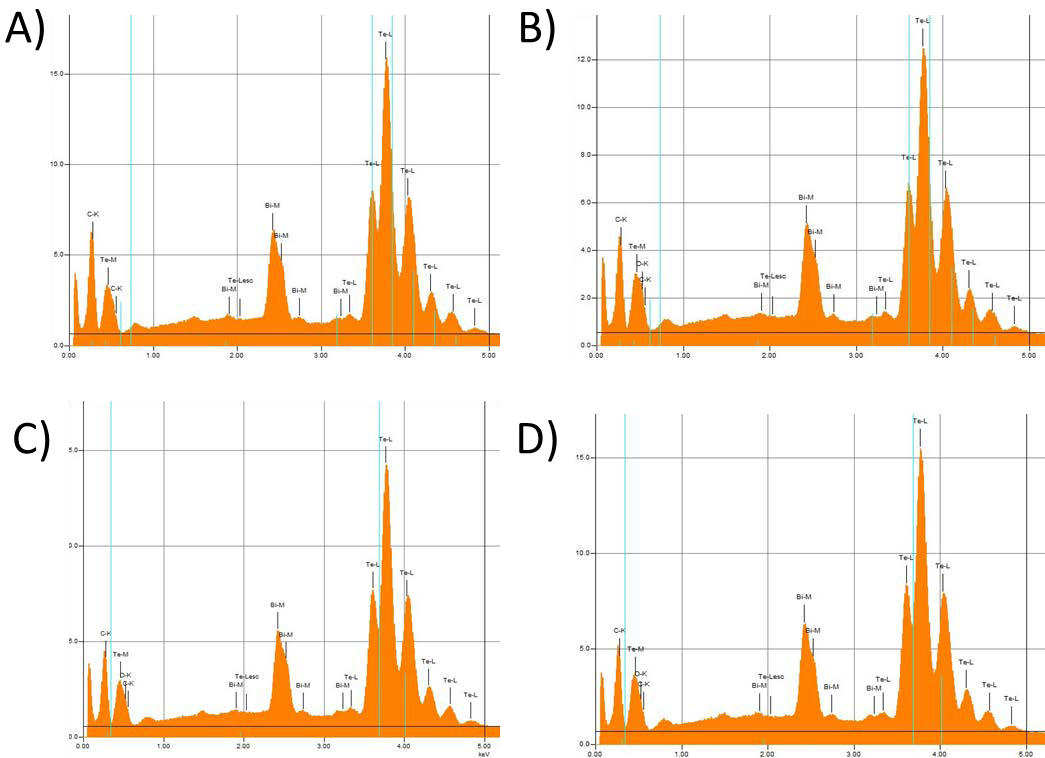 A)
15.0
10.0
5.0
0.0
0.00 1.00 2.00 3.00 4.00 5.00
C-K
Te-M
C-K
Bi-M
Te-Lesc
Bi-M
Bi-M
Bi-M
Bi-M
Te-L
Te-L
Te-L
Te-L
Te-L
Te-L
Te-L
B)
12.0
10.0
8.0
6.0
4.0
2.0
0.0
0.00 1.00 2.00 3.00 4.00 5.00
C-K
Te-M
O-K
C-K
Bi-M
Te-Lesc
Bi-M
Bi-M
Bi-M
Bi-M
Te-L
Te-L
Te-L
Te-L
Te-L
Te-L
Te-L
C)
5.0
0.0
5.0
0.0
0.00 1.00 2.00 3.00 4.00 5.00
keV
C-K
Te-M
O-K
C-K
Bi-M
Te-Lesc
Bi-M
Bi-M
Bi-M
Bi-M
Te-L
Te-L
Te-L
Te-L
Te-L
Te-L
Te-L
D)
15.0
10.0
5.0
0.0
0.00 1.00 2.00 3.00 4.00 5.00
C-K
Te-M
O-K
C-K
Bi-M
Te-Lesc
Bi-M
Bi-M
Bi-M
Bi-M
Te-L
Te-L
Te-L
Te-L
Te-L
Te-L
Te-L